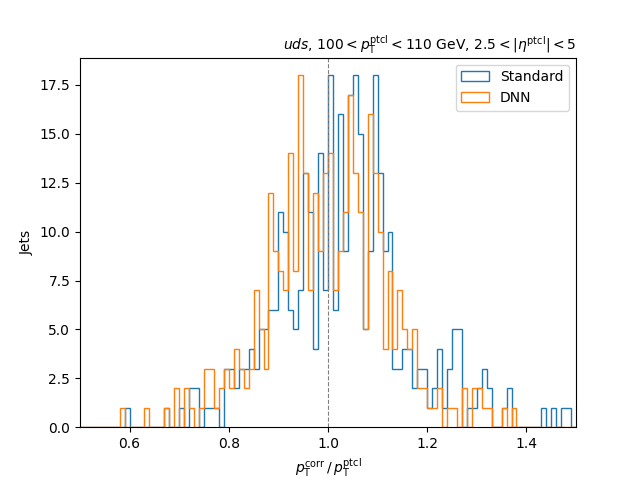 uds, 100 < p_T^ptcl < 110 GeV, 2.5 < |η^ptcl| < 5
Standard
DNN
Jets
17.5
15.0
12.5
10.0
7.5
5.0
2.5
0.0
0.6 0.8 1.0 1.2 1.4
p_T^corr / p_T^ptcl